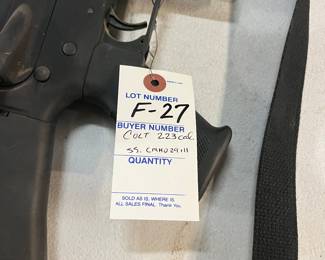 LOT NUMBER
F-27
BUYER NUMBER
COLT 223 cal.
QUANTITY
SOLD AS IS, WHERE IS
ALL SALES FINAL. Thank You.